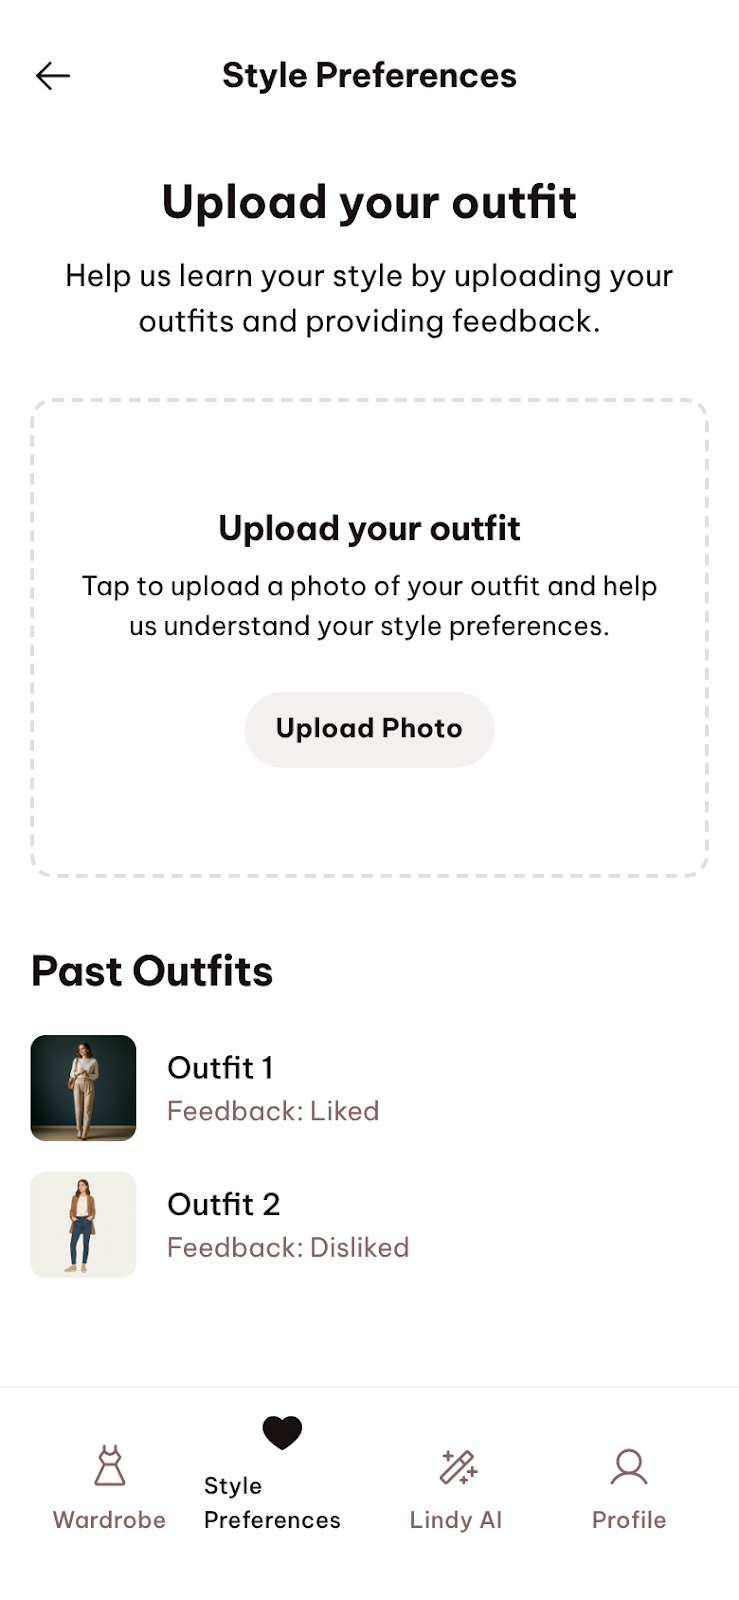 Style Preferences
Upload your outfit
Help us learn your style by uploading your
outfits and providing feedback.
Upload your outfit
Tap to upload a photo of your outfit and help
us understand your style preferences.
Upload Photo
Past Outfits
Outfit 1
Feedback: Liked
Outfit 2
Feedback: Disliked
Wardrobe
Style
Preferences
Lindy AI
Profile